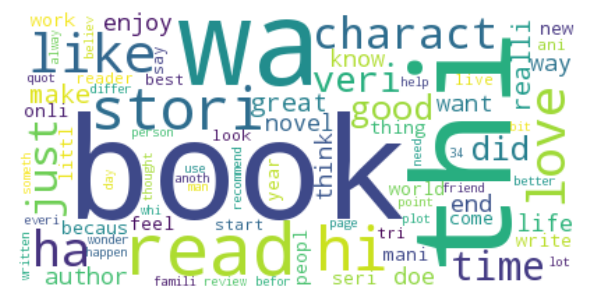 work
alway
believ
enjoy
wa
charact
new
ani
quot
like
say
reader
best
differ
know
veri
realli
way
live
help
make
onli
stori
great
good
want
novel
thing
love
just
littl
look
think
did
bit
person
need
34
book
thi
better
day
thought
use
anoth
man
recommend
year
world
friend
someth
whi
point
plot
end
come
life
everi
becaus
feel
start
page
tri
write
written
ha
wonder
happen
read
hi
peopl
mani
time
author
seri
doe
lot
famili
review
befor